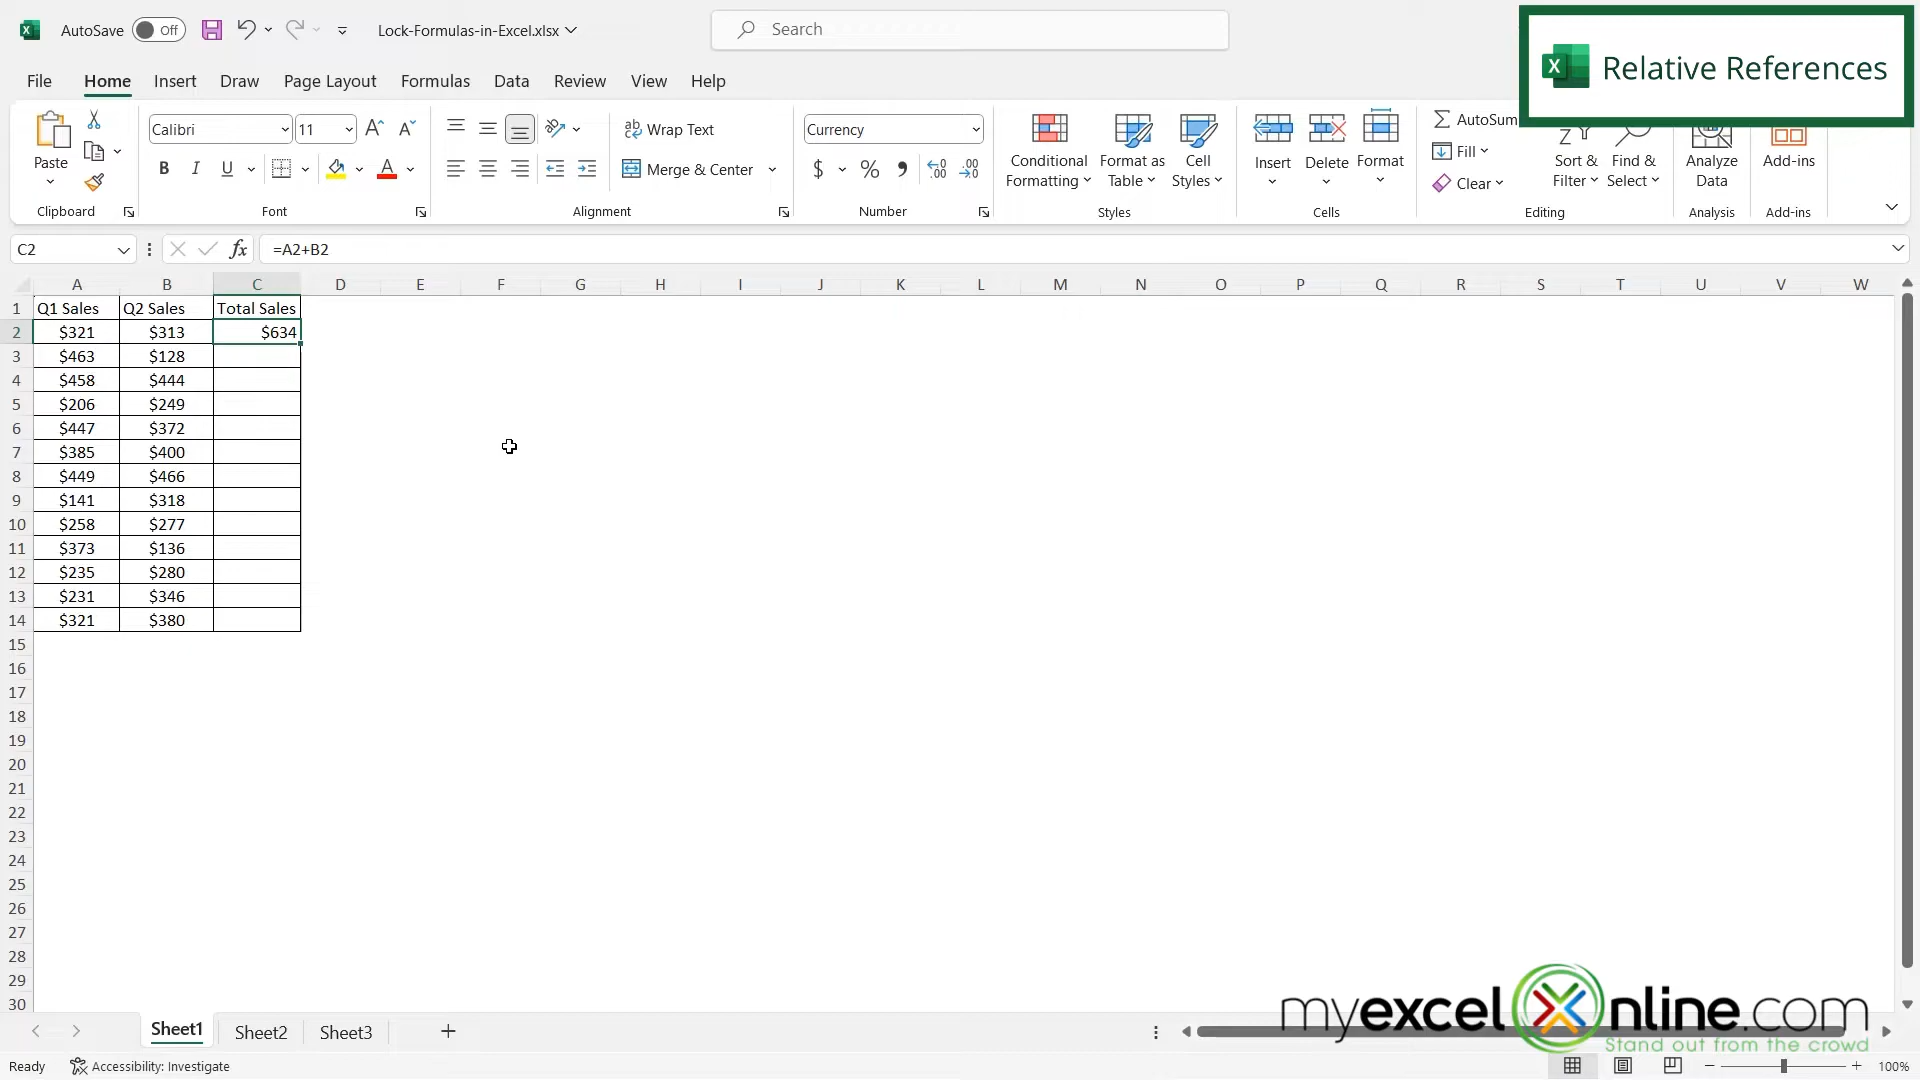 AutoSave Off Lock-Formulas-in-Excel.xlsx Search
Relative References
File Home Insert Draw Page Layout Formulas Data Review View Help
Paste
Clipboard
Calibri 11
B I U
Font
Wrap Text
Merge & Center
Alignment
Currency
$ % 9
Number
Conditional Formatting
Format as Table
Cell Styles
Styles
Insert Delete Format
Cells
AutoSum
Fill
Clear
Sort & Filter
Find & Select
Editing
Analyze Data
Analysis
Add-ins
Add-ins
C2 fx =A2+B2
A B C D E F G H I J K L M N O P Q R S T U V W
1 Q1 Sales Q2 Sales Total Sales
2 $321 $313 $634
3 $463 $128
4 $458 $444
5 $206 $249
6 $447 $372
7 $385 $400
8 $449 $466
9 $141 $318
10 $258 $277
11 $373 $136
12 $235 $280
13 $231 $346
14 $321 $380
15
16
17
18
19
20
21
22
23
24
25
26
27
28
29
30
myexcelonline.com
Stand out from the crowd
Sheet1 Sheet2 Sheet3
Ready Accessibility: Investigate 100%